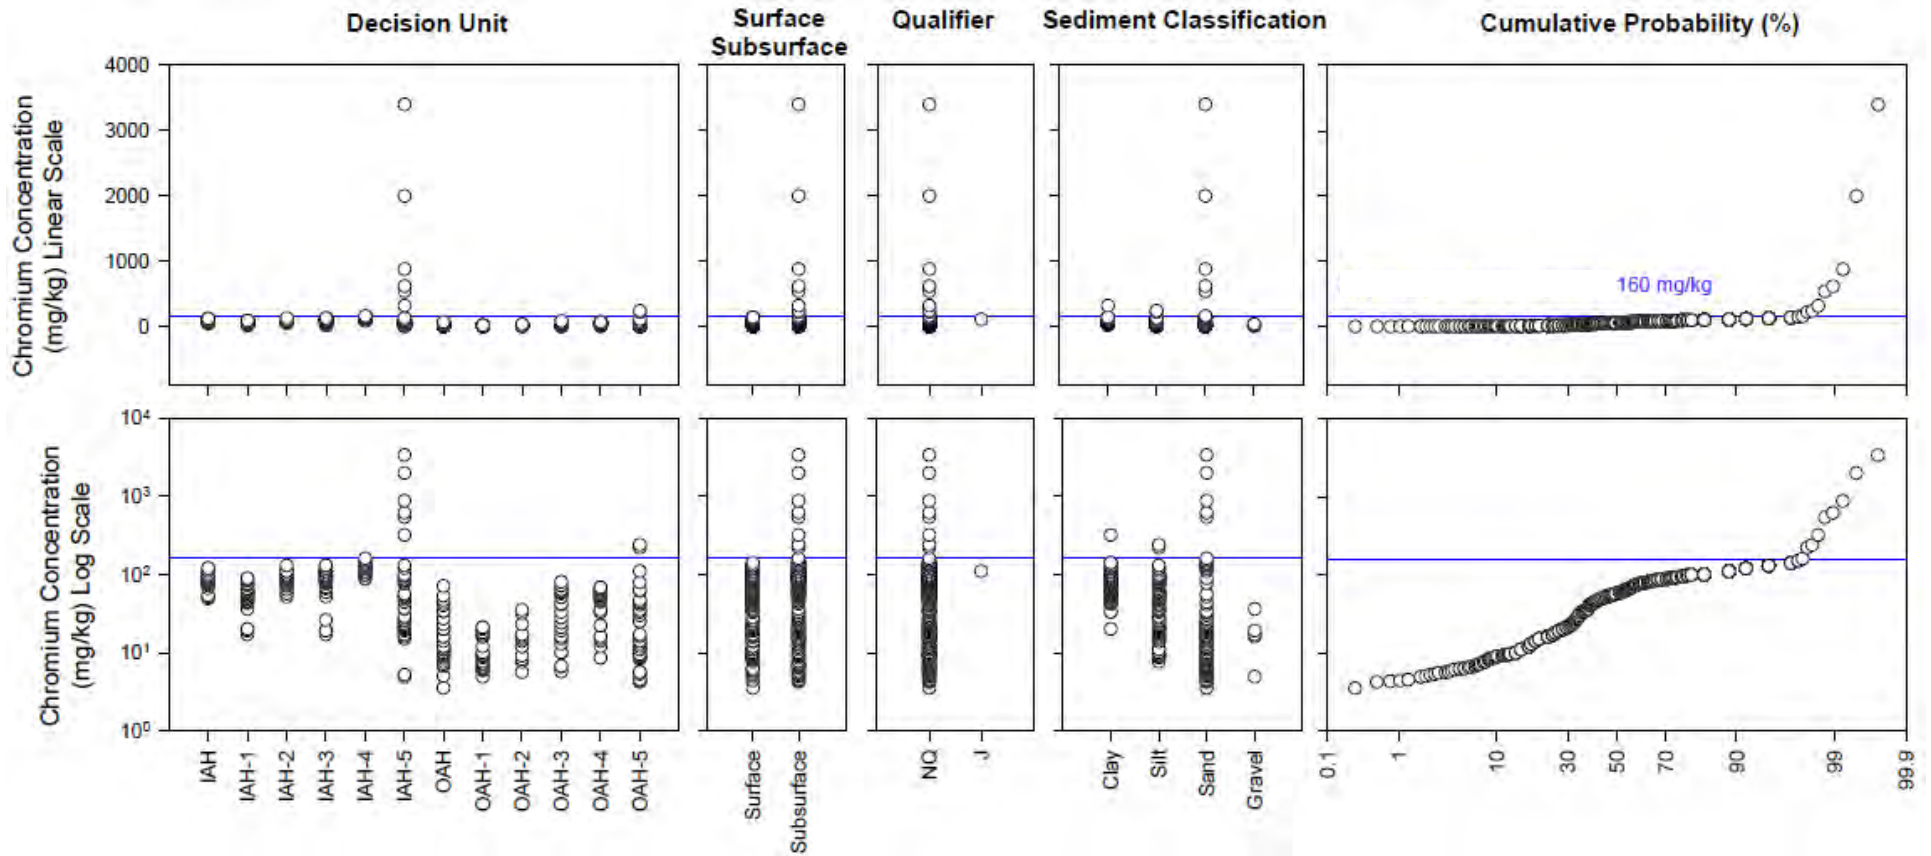 Decision Unit
Surface
Subsurface
Qualifier
Sediment Classification
Cumulative Probability (%)
Chromium Concentration
(mg/kg) Linear Scale
4000
3000
2000
1000
0
160 mg/kg
Chromium Concentration
(mg/kg) Log Scale
10⁴
10³
10²
10¹
10⁰
IAH
IAH-1
IAH-2
IAH-3
IAH-4
IAH-5
OAH
OAH-1
OAH-2
OAH-3
OAH-4
OAH-5
Surface
Subsurface
NQ
J
Clay
Silt
Sand
Gravel
0.1
1
10
30
50
70
90
99
99.9